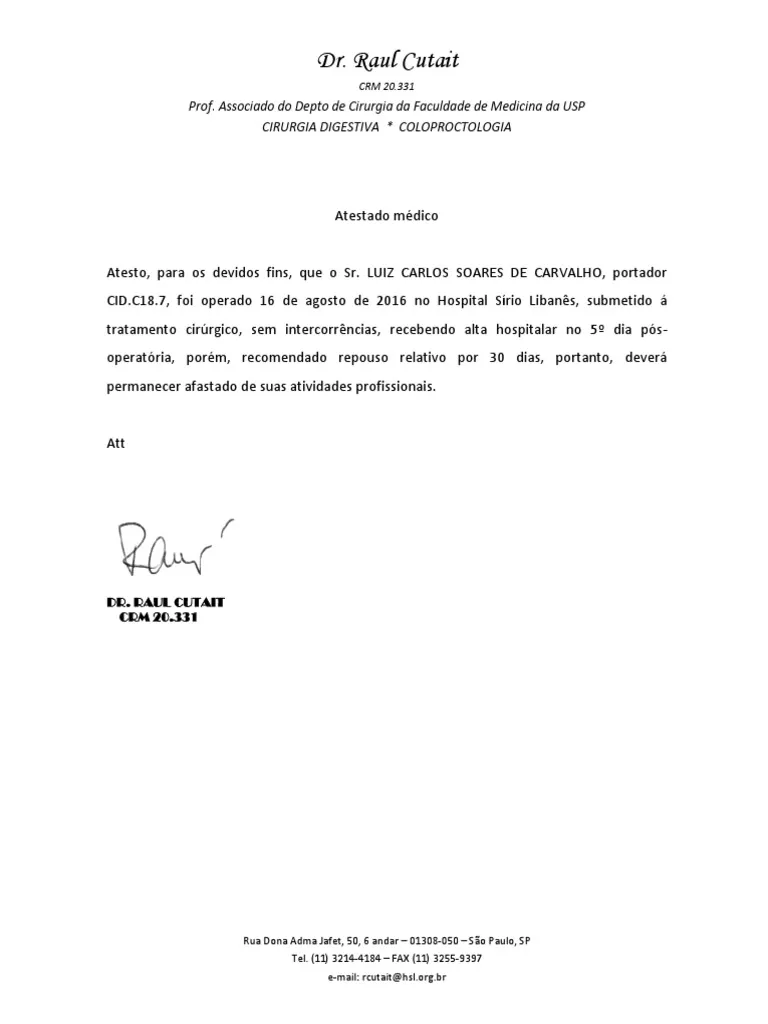 Dr. Raul Cutait
CRM 20.331
Prof. Associado do Depto de Cirurgia da Faculdade de Medicina da USP
CIRURGIA DIGESTIVA * COLOPROCTOLOGIA
Atestado médico
Atesto, para os devidos fins, que o Sr. LUIZ CARLOS SOARES DE CARVALHO, portador
CID.C18.7, foi operado 16 de agosto de 2016 no Hospital Sírio Libanês, submetido á
tratamento cirúrgico, sem intercorrências, recebendo alta hospitalar no 5º dia pós-
operatória, porém, recomendado repouso relativo por 30 dias, portanto, deverá
permanecer afastado de suas atividades profissionais.
Att
DR. RAUL CUTAIT
CRM 20.331
Rua Dona Adma Jafet, 50, 6 andar – 01308-050 – São Paulo, SP
Tel. (11) 3214-4184 – FAX (11) 3255-9397
e-mail: rcutait@hsl.org.br